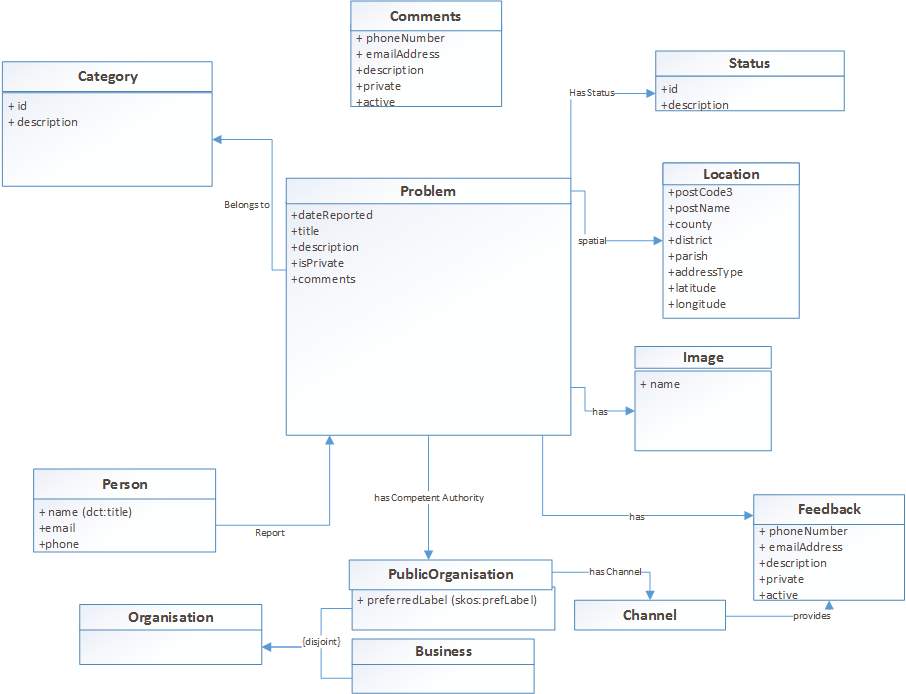 Comments
+ phoneNumber
+ emailAddress
+description
+private
+active
Category
+ id
+ description
Status
+id
+description
Has Status
Location
+postCode3
+postName
+county
+district
+parish
+addressType
+latitude
+longitude
spatial
Belongs to
Problem
+dateReported
+title
+description
+isPrivate
+comments
Image
+ name
has
Person
+ name (dct:title)
+email
+phone
Report
has Competent Authority
has
Feedback
+ phoneNumber
+ emailAddress
+description
+private
+active
PublicOrganisation
+ preferredLabel (skos:prefLabel)
has Channel
Channel
provides
Organisation
{disjoint}
Business